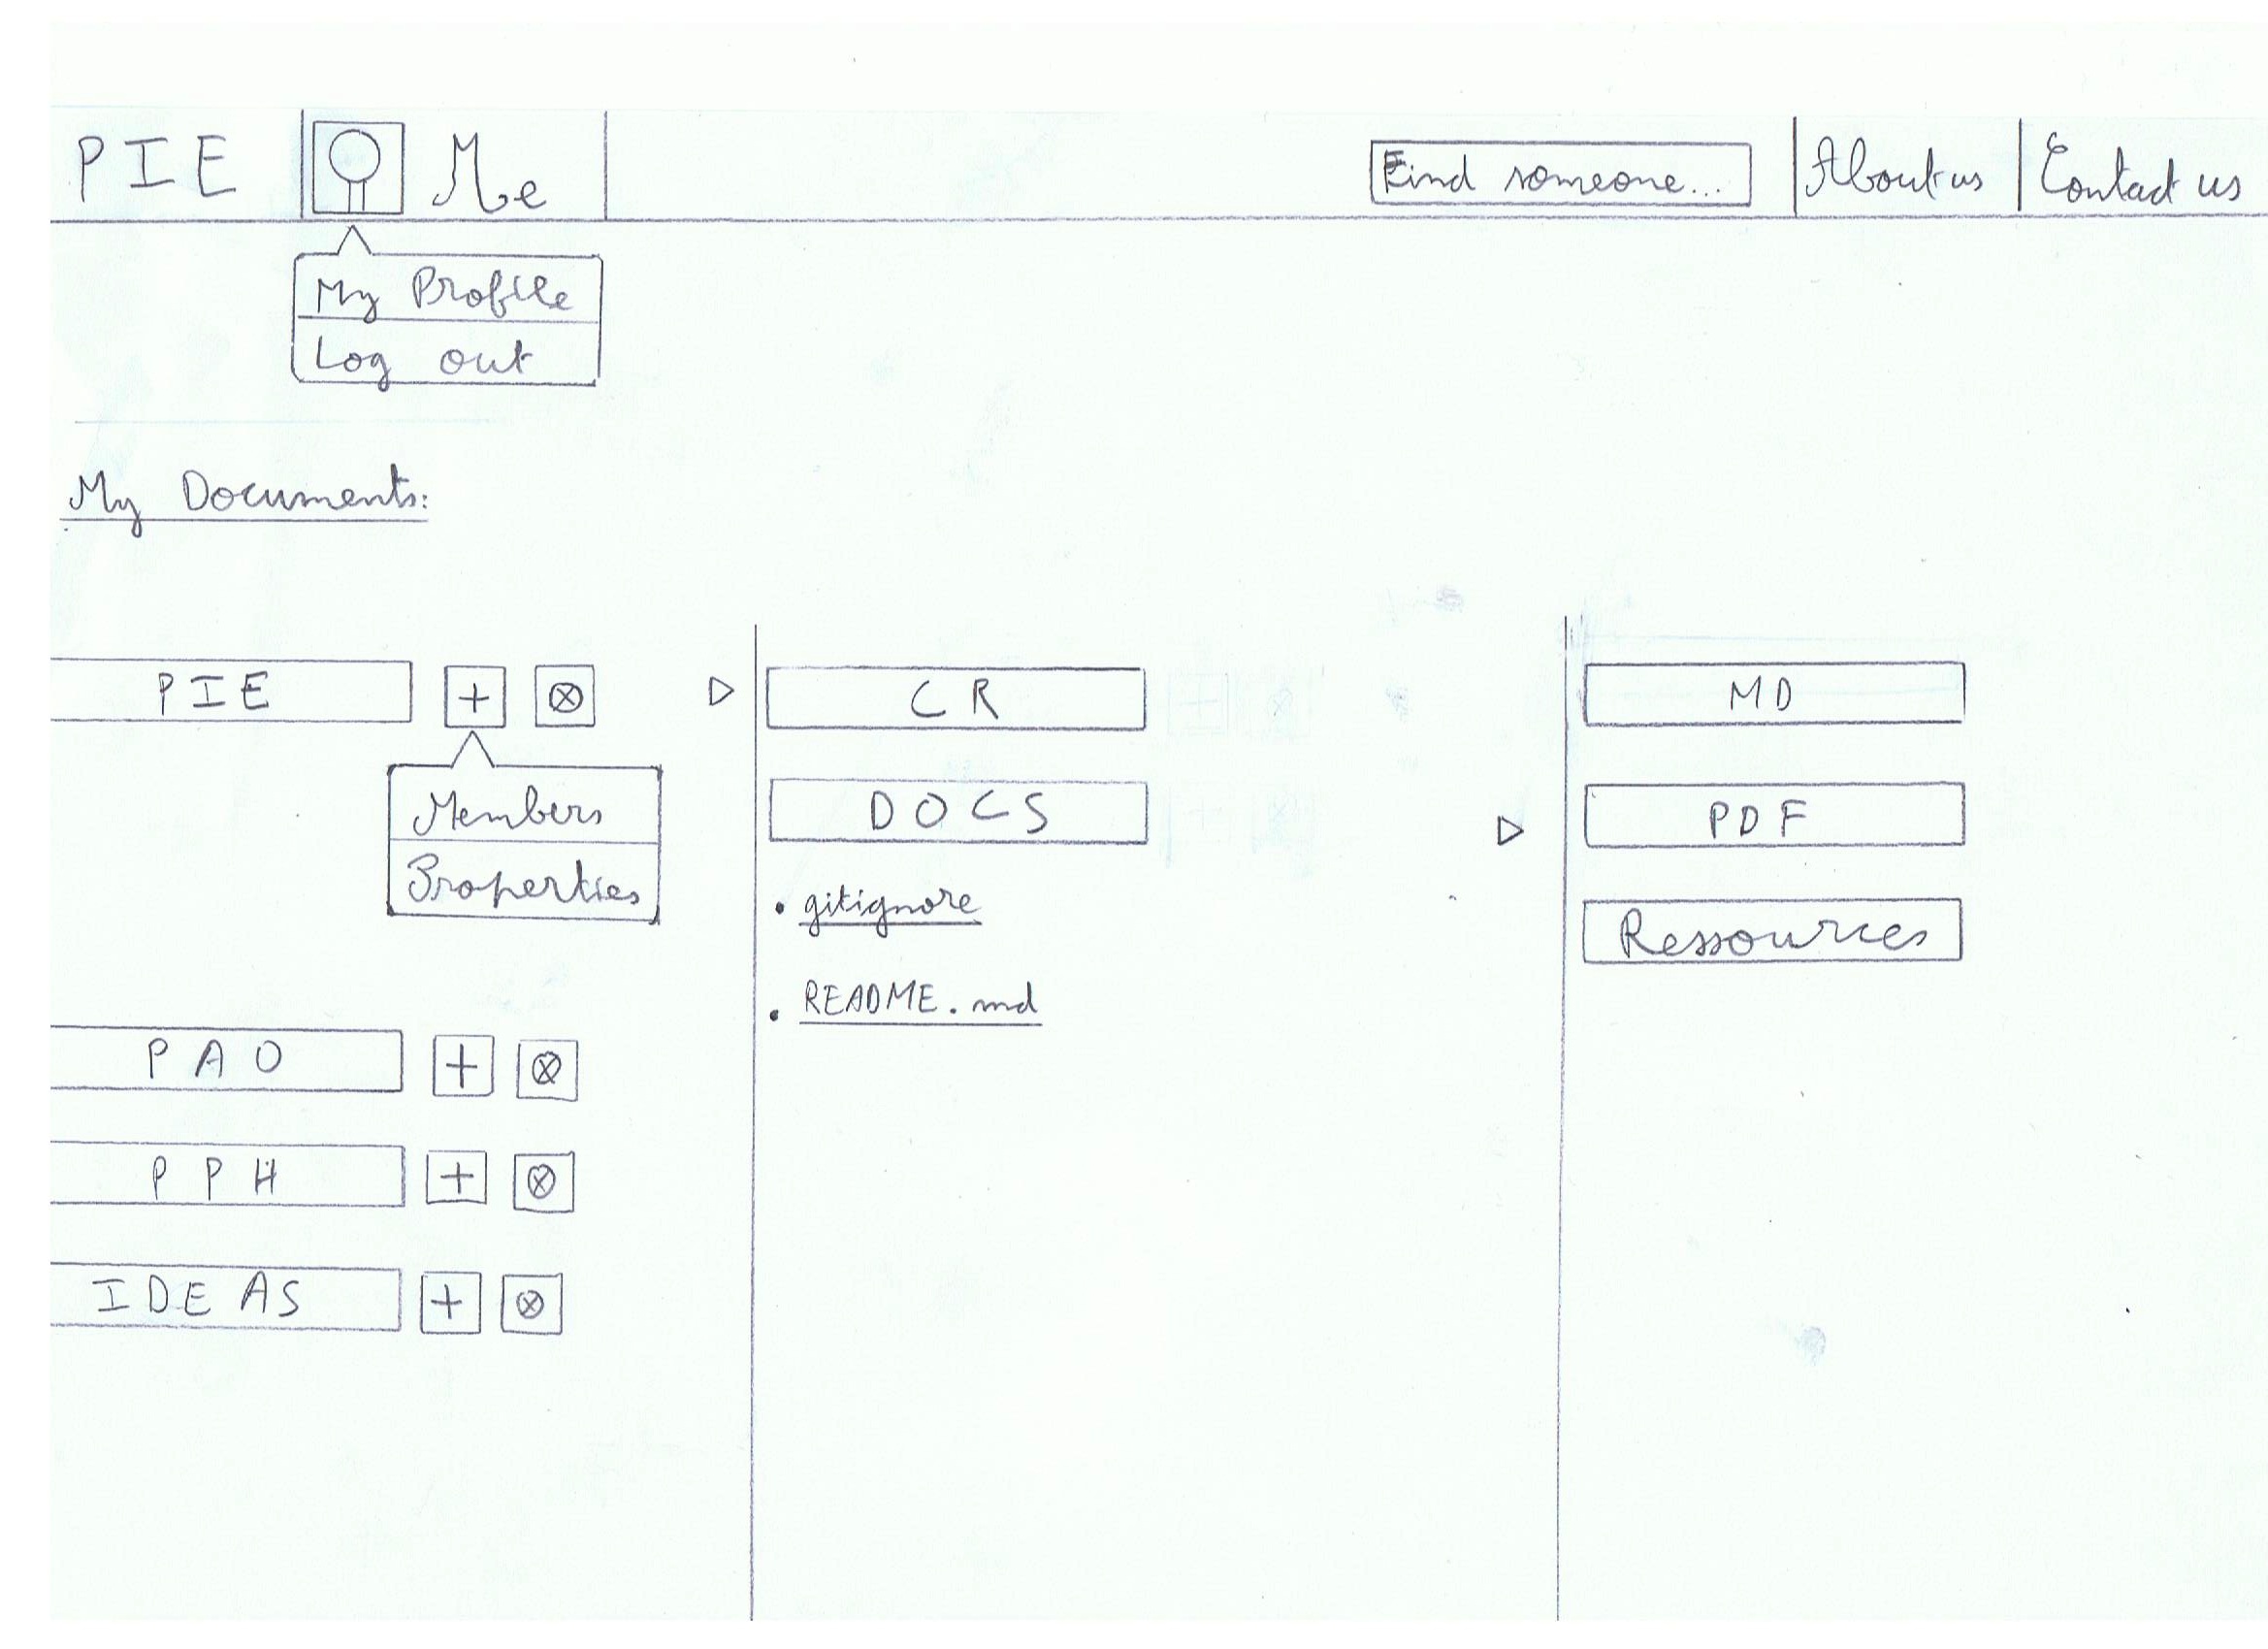 PIE Me Find someone... About us Contact us
My Profile
Log out
My Documents:
PIE + CR MD
Members
Properties
DOCS PDF
• gitignore
Ressources
• README.md
PAO +
PPH +
IDEAS +